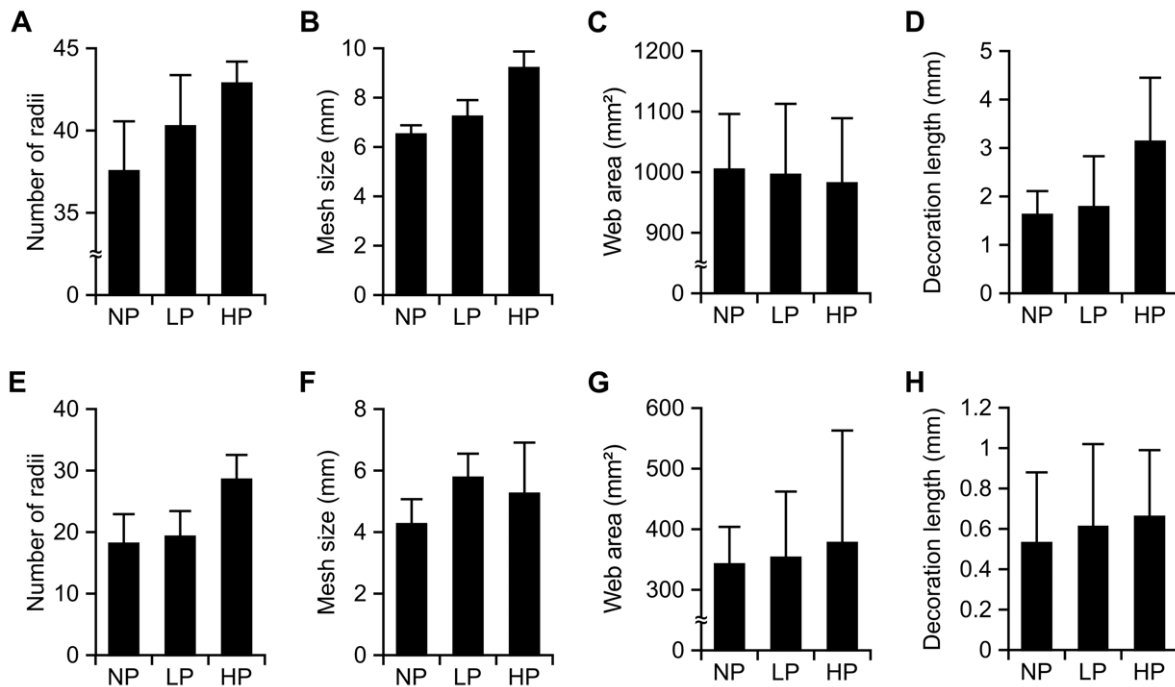 A
Number of radii
45
40
35
0
NP LP HP
B
Mesh size (mm)
10
8
6
4
2
0
NP LP HP
C
Web area (mm²)
1200
1100
1000
900
0
NP LP HP
D
Decoration length (mm)
5
4
3
2
1
0
NP LP HP
E
Number of radii
40
30
20
10
0
NP LP HP
F
Mesh size (mm)
8
6
4
2
0
NP LP HP
G
Web area (mm²)
600
500
400
300
0
NP LP HP
H
Decoration length (mm)
1.2
1
0.8
0.6
0.4
0.2
0
NP LP HP